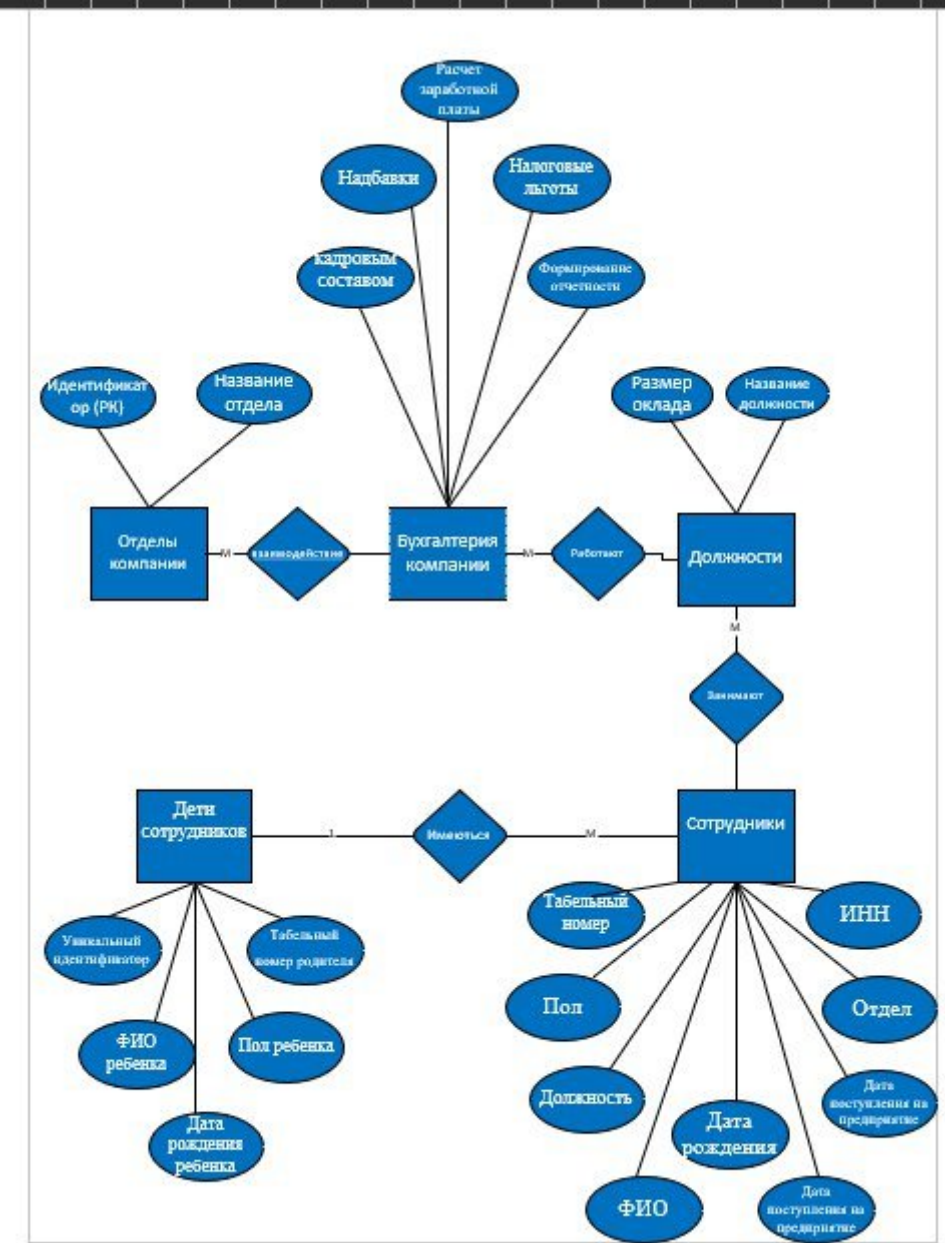 Расчет
заработной
платы
Надбавки
Налоговые
льготы
кадровым
составом
Формирование
отчетности
Идентификат
ор (PK)
Название
отдела
Размер
оклада
Название
должности
Отделы
компании
М
взаимодействие
Бухгалтерия
компании
М
Работают
Должности
М
Занимают
Дети
сотрудников
1
Имеються
М
Сотрудники
Табельный
номер
ИНН
Уникальный
идентификатор
Табельный
номер родителя
Пол
Отдел
ФИО
ребенка
Пол ребенка
Должность
Дата
поступления на
предприятие
Дата
рождения
ребенка
Дата
рождения
ФИО
Дата
поступления на
предприятие